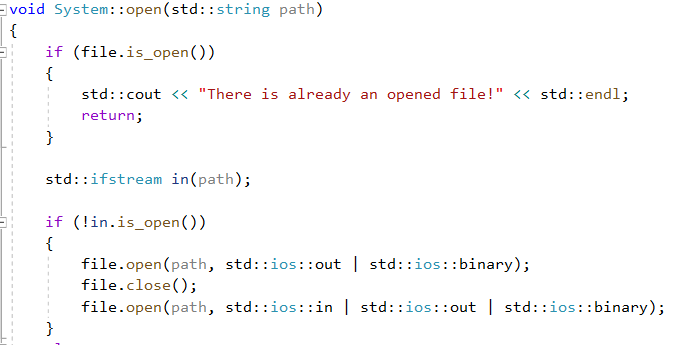 void System::open(std::string path)
{
if (file.is_open())
{
std::cout << "There is already an opened file!" << std::endl;
return;
}
std::ifstream in(path);
if (!in.is_open())
{
file.open(path, std::ios::out | std::ios::binary);
file.close();
file.open(path, std::ios::in | std::ios::out | std::ios::binary);
}